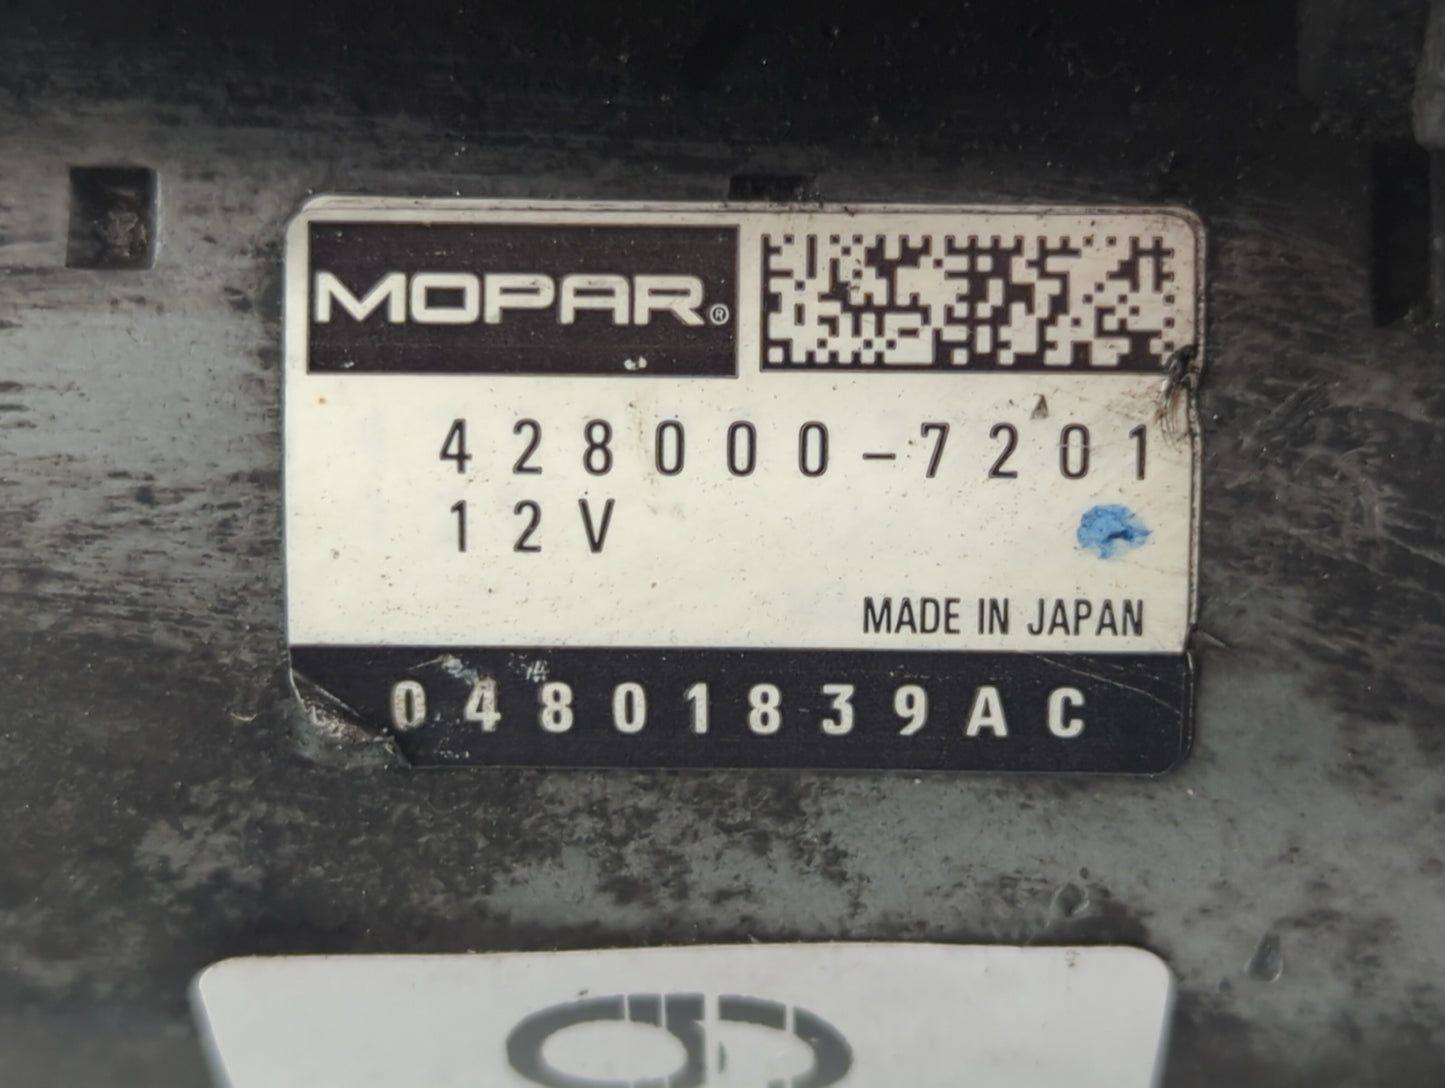 MOPAR®
428000-7201
12V
MADE IN JAPAN
04801839AC